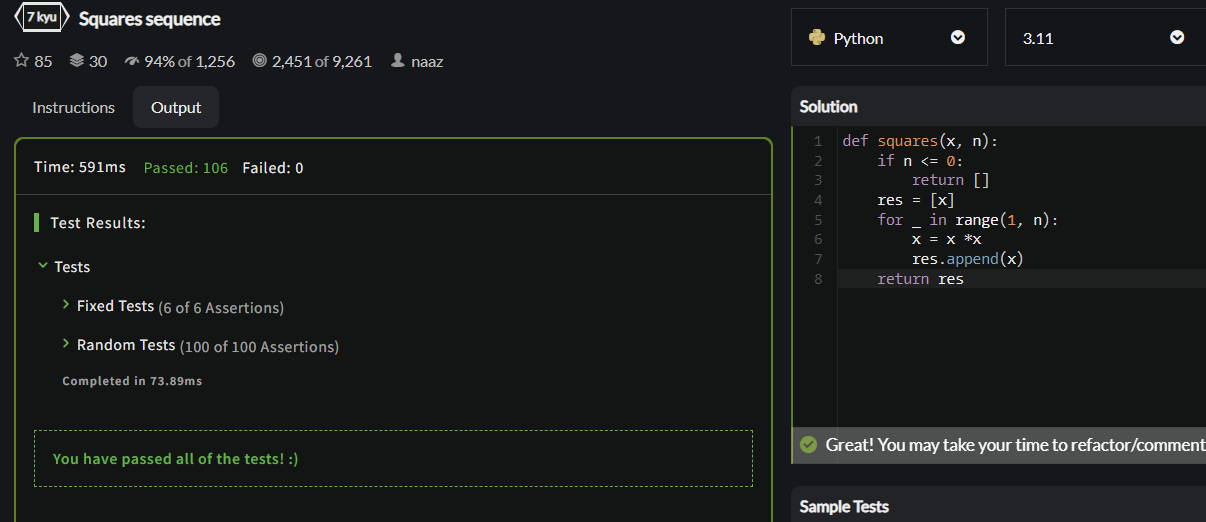 7 kyu Squares sequence
85 30 94% of 1,256 2,451 of 9,261 naaz
Instructions Output
Time: 591ms Passed: 106 Failed: 0
Test Results:
Tests
Fixed Tests (6 of 6 Assertions)
Random Tests (100 of 100 Assertions)
Completed in 73.89ms
You have passed all of the tests! :)
Python 3.11
Solution
1 def squares(x, n):
2     if n <= 0:
3         return []
4     res = [x]
5     for _ in range(1, n):
6         x = x *x
7         res.append(x)
8     return res
Great! You may take your time to refactor/comment
Sample Tests